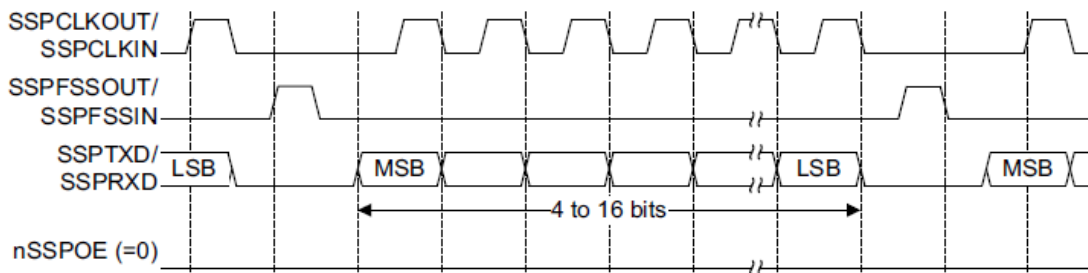 SSPCLKOUT/
SSPCLKIN
SSPFSSOUT/
SSPFSSIN
SSPTXD/
SSPRXD
LSB
MSB
LSB
MSB
4 to 16 bits
nSSPOE (=0)